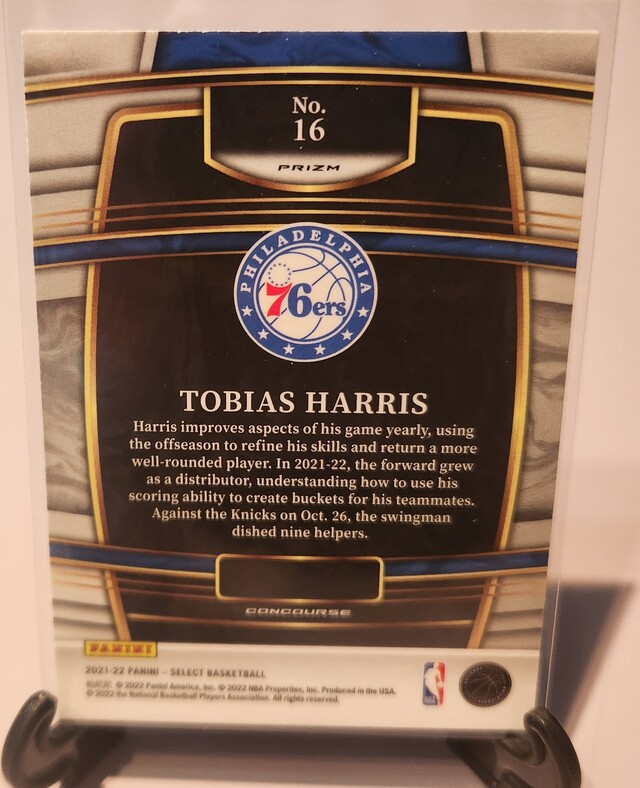 No.
16
PRIZM
PHILADELPHIA
76ers
TOBIAS HARRIS
Harris improves aspects of his game yearly, using
the offseason to refine his skills and return a more
well-rounded player. In 2021-22, the forward grew
as a distributor, understanding how to use his
scoring ability to create buckets for his teammates.
Against the Knicks on Oct. 26, the swingman
dished nine helpers.
CONCOURSE
PANINI
2021-22 PANINI – SELECT BASKETBALL
© 2022 Panini America, Inc. © 2022 NBA Properties, Inc. Produced in the USA.
© 2022 the National Basketball Players Association. All rights reserved.
NBA